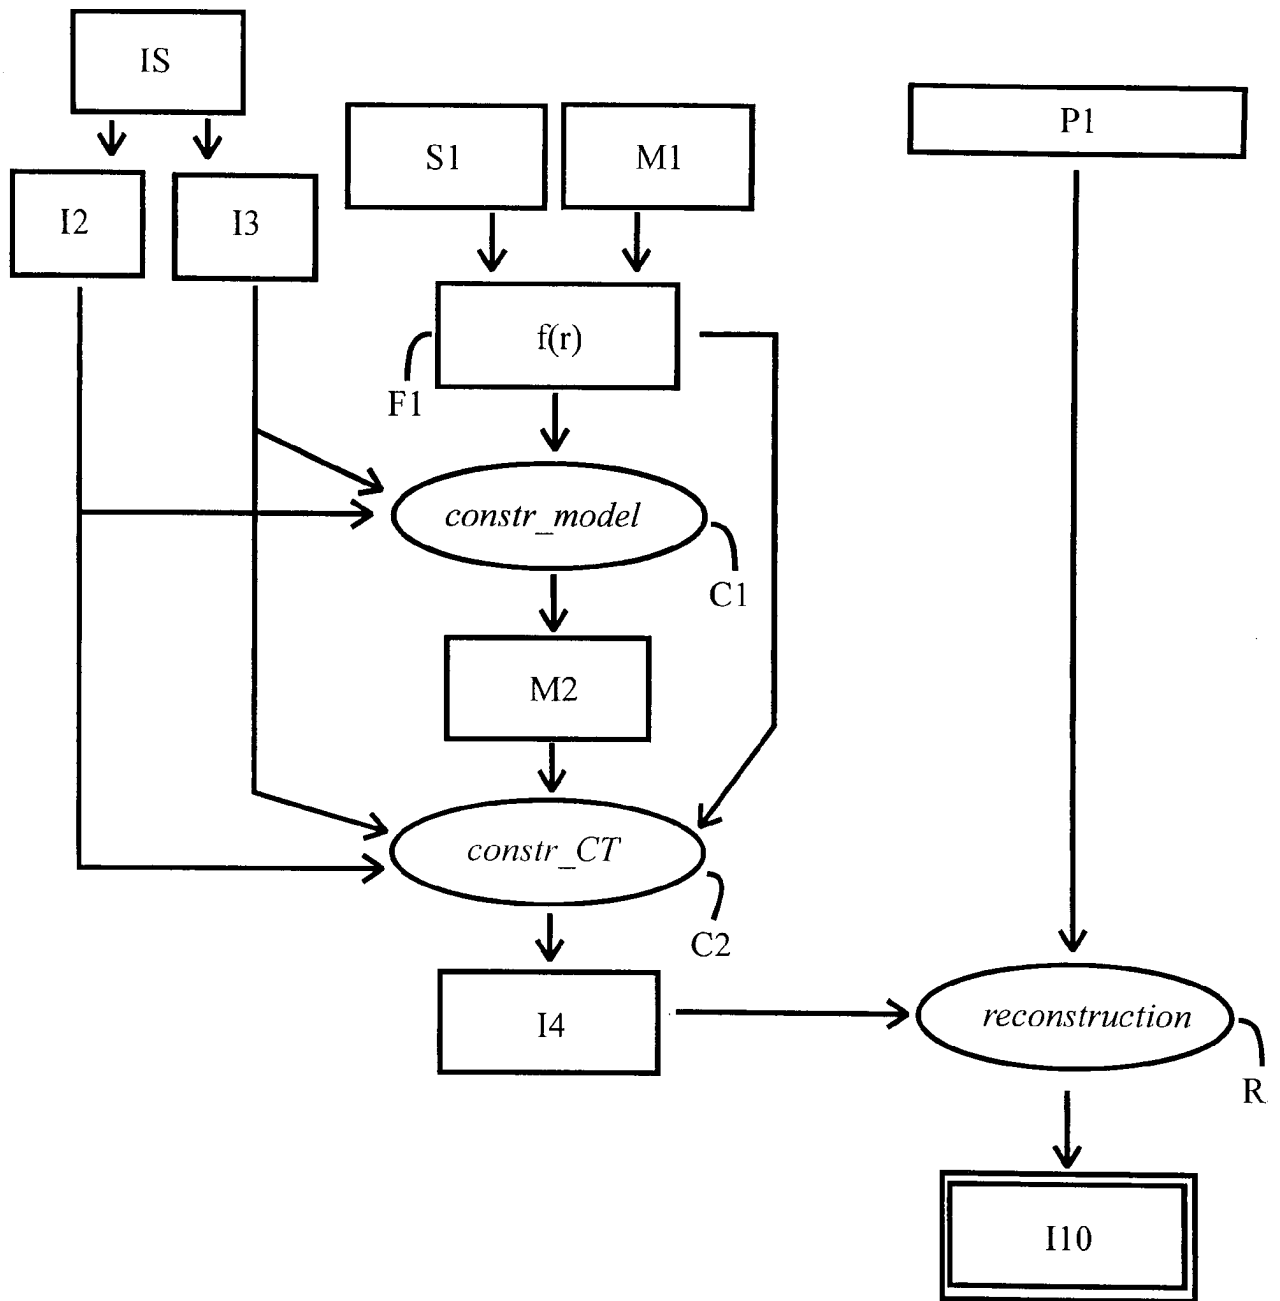 IS
P1
S1
M1
I2
I3
f(r)
F1
constr_model
C1
M2
constr_CT
C2
I4
reconstruction
R
I10